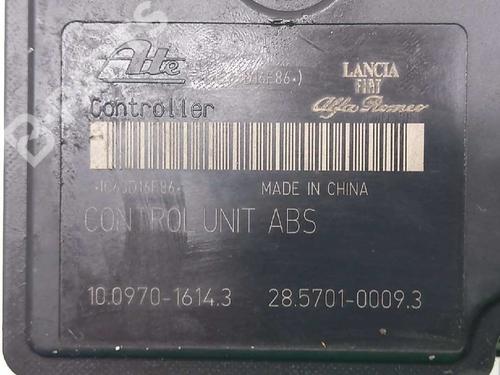 Ate
LANCIA
FIAT
Alfa Romeo
Controller
MADE IN CHINA
CONTROL UNIT ABS
10.0970-1614.3 28.5701-0009.3